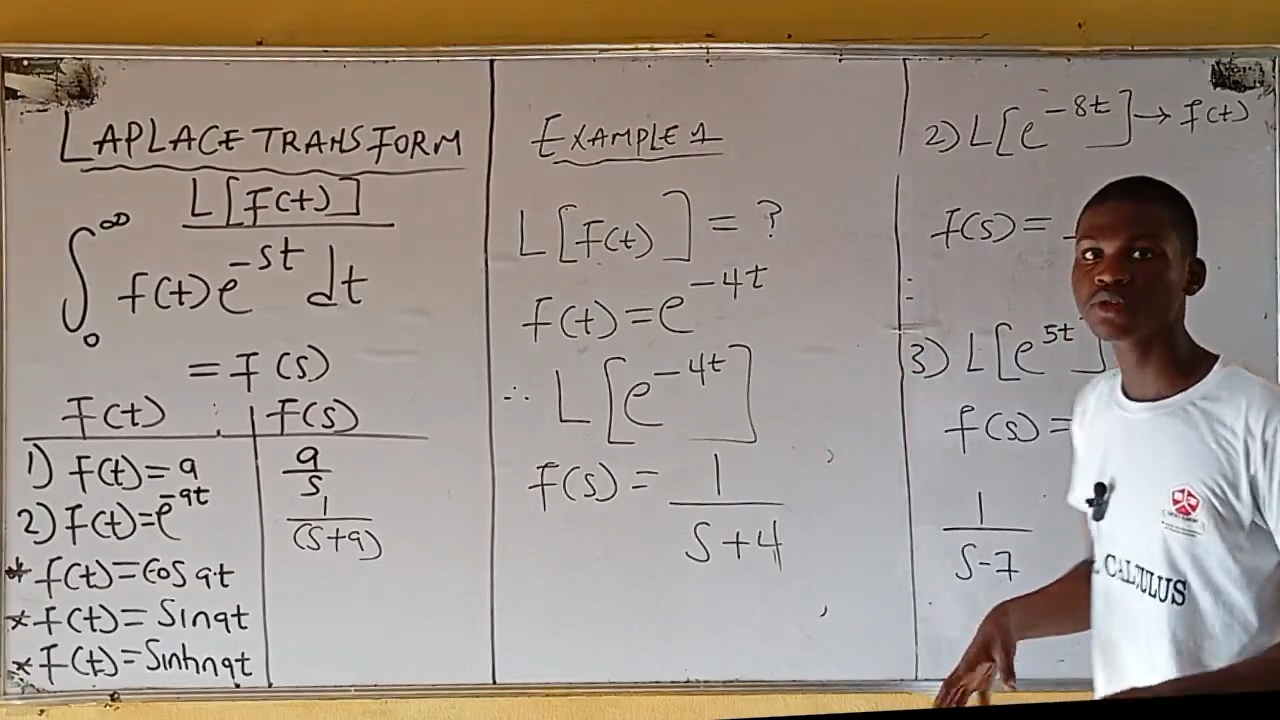 LAPLACE TRANSFORM
L[F(t)]
∫₀^∞ f(t)e^-st dt
= F(s)
F(t) | F(s)
1) F(t)=a | a/s
2) F(t)=e^-at | 1/(s+a)
* f(t)=Cos at
* f(t)=Sin at
* F(t)=Sinh at
EXAMPLE 1
L[F(t)] = ?
f(t)=e^-4t
∴ L[e^-4t]
f(s) = 1/(S+4)
2) L[e^-8t] → f(t)
F(s)=
3) L[e^5t]
f(s)=
1/(S-7)
CALCULUS